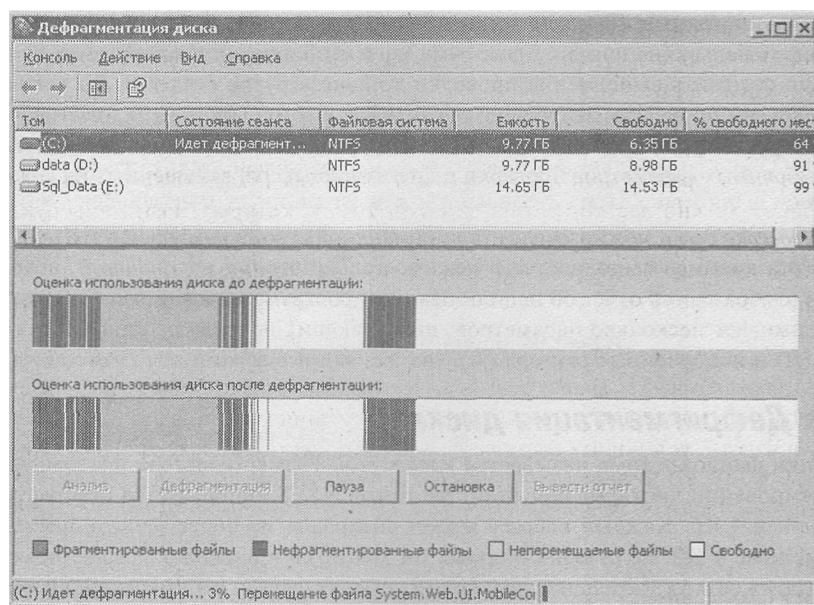 Дефрагментация диска
Консоль Действие Вид Справка
Том Состояние сеанса Файловая система Емкость Свободно % свободного мес
(C:) Идет дефрагмент... NTFS 9.77 ГБ 6.35 ГБ 64
data (D:) NTFS 9.77 ГБ 8.98 ГБ 91
Sql_Data (E:) NTFS 14.65 ГБ 14.53 ГБ 99
Оценка использования диска до дефрагментации:
Оценка использования диска после дефрагментации:
Анализ Дефрагментация Пауза Остановка Вывести отчет
Фрагментированные файлы Нефрагментированные файлы Неперемещаемые файлы Свободно
(C:) Идет дефрагментация... 3% Перемещение файла System.Web.UI.MobileCo